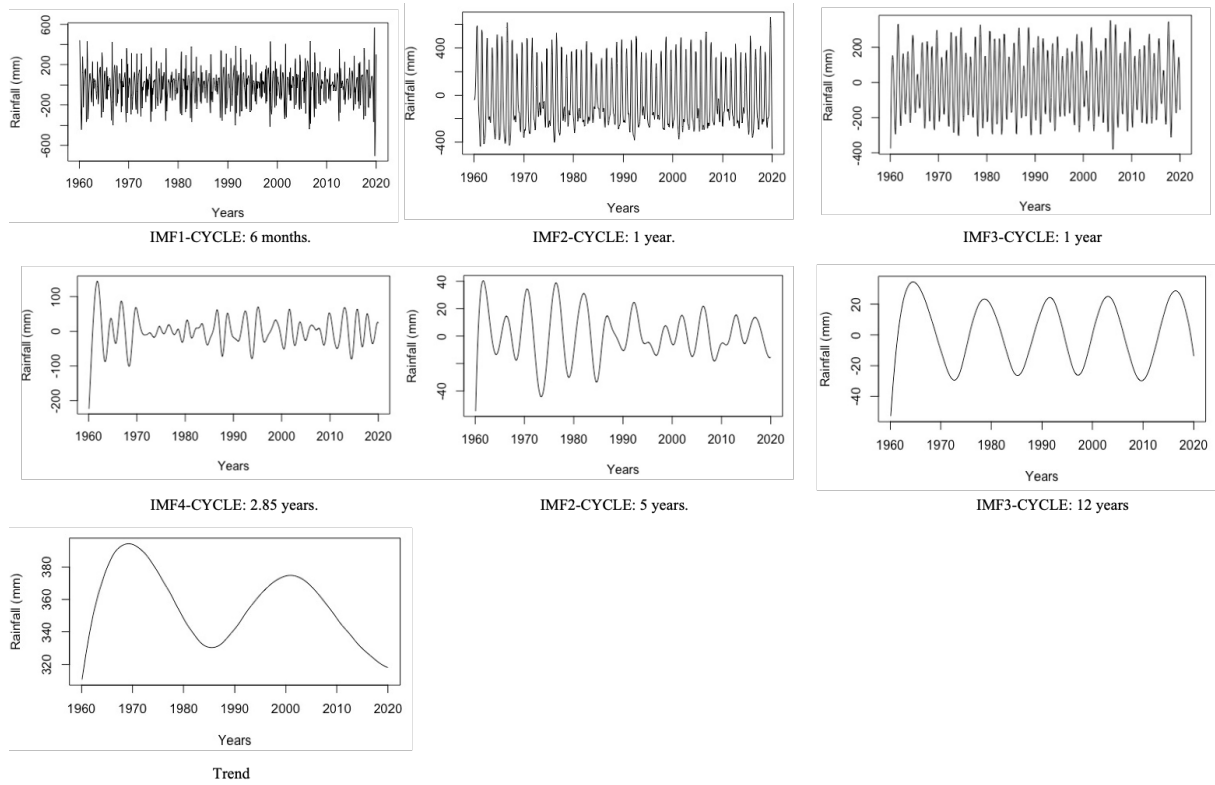 Rainfall (mm)
600
200
-200
-600
1960 1970 1980 1990 2000 2010 2020
Years
IMF1-CYCLE: 6 months.
Rainfall (mm)
400
0
400
1960 1970 1980 1990 2000 2010 2020
Years
IMF2-CYCLE: 1 year.
Rainfall (mm)
200
0
-200
-400
1960 1970 1980 1990 2000 2010 2020
Years
IMF3-CYCLE: 1 year
Rainfall (mm)
100
0
-100
-200
1960 1970 1980 1990 2000 2010 2020
Years
IMF4-CYCLE: 2.85 years.
Rainfall (mm)
40
20
0
40
1960 1970 1980 1990 2000 2010 2020
Years
IMF2-CYCLE: 5 years.
Rainfall (mm)
20
0
-20
-40
1960 1970 1980 1990 2000 2010 2020
Years
IMF3-CYCLE: 12 years
Rainfall (mm)
380
360
340
320
1960 1970 1980 1990 2000 2010 2020
Years
Trend